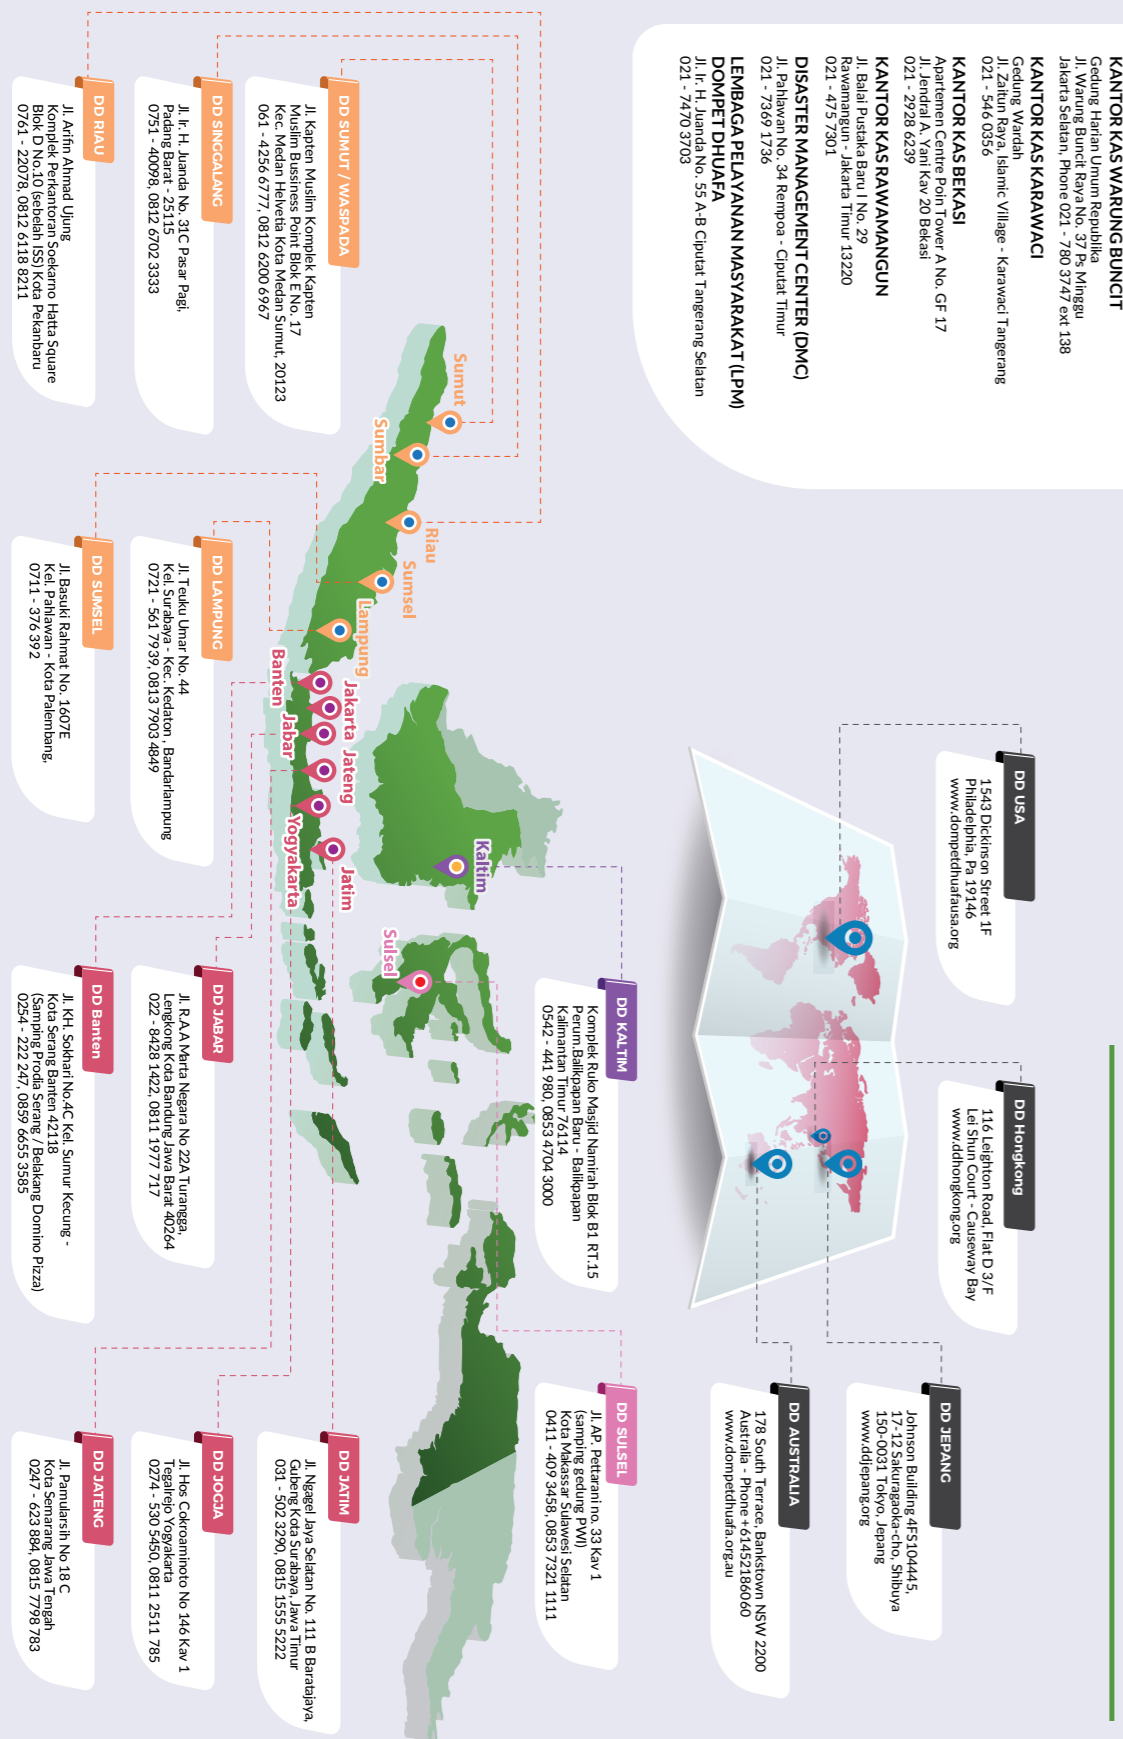 KANTOR KAS WARUNG BUNCIT
Gedung Harian Umum Republika
Jl. Warung Buncit Raya No. 37 Ps Minggu
Jakarta Selatan, Phone 021 - 780 3747 ext 138
KANTOR KAS KARAWACI
Gedung Wardah
Jl. Zaitun Raya, Islamic Village - Karawaci Tangerang
021 - 546 0356
KANTOR KAS BEKASI
Apartemen Centre Poin Tower A No. GF 17
Jl. Jendral A. Yani Kav 20 Bekasi
021 - 2928 6239
KANTOR KAS RAWAMANGUN
Jl. Balai Pustaka Baru I No. 29
Rawamangun - Jakarta Timur 13220
021 - 475 7301
DISASTER MANAGEMENT CENTER (DMC)
Jl. Pahlawan No. 34 Rempoa - Ciputat Timur
021 - 7369 1736
LEMBAGA PELAYANAN MASYARAKAT (LPM)
DOMPET DHUAFA
Jl. Ir. H. Juanda No. 55 A-B Ciputat Tangerang Selatan
021 - 7470 3703
DD USA
1543 Dickinson Street 1F
Philadelphia, Pa 19146
www.dompetdhuafausa.org
DD Hongkong
116 Leighton Road, Flat D 3/F
Lei Shun Court - Causeway Bay
www.ddhongkong.org
DD JEPANG
Johnson Building 4FS104445,
17-12 Sakuragaoka-cho, Shibuya
150-0031 Tokyo, Jepang
www.ddjepang.org
DD AUSTRALIA
178 South Terrace, Bankstown NSW 2200
Australia - Phone +61452186060
www.dompetdhuafa.org.au
DD KALTIM
Komplek Ruko Masjid Namirah Blok B1 RT.15
Perum.Balikpapan Baru - Balikpapan
Kalimantan Timur 76114
0542 - 441 980, 0853 4704 3000
DD SULSEL
Jl. AP. Pettarani no. 33 Kav 1
(samping gedung PWI)
Kota Makassar Sulawesi Selatan
0411 - 409 3458, 0853 7321 1111
Sumut
Sumbar
Riau
Sumsel
Lampung
Banten
Jakarta
Jabar
Jateng
Yogyakarta
Jatim
Kaltim
Sulsel
DD SUMUT / WASPADA
Jl. Kapten Muslim Komplek Kapten
Muslim Bussiness Point Blok E No. 17
Kec. Medan Helvetia Kota Medan Sumut, 20123
061 - 4256 6777, 0812 6200 6967
DD SINGGALANG
Jl. Ir. H. Juanda No. 31C Pasar Pagi,
Padang Barat - 25115
0751 - 40098, 0812 6702 3333
DD RIAU
Jl. Arifin Ahmad Ujung
Komplek Perkantoran Soekarno Hatta Square
Blok D No.10 (sebelah ISS) Kota Pekanbaru
0761 - 22078, 0812 6118 8211
DD LAMPUNG
Jl. Teuku Umar No. 44
Kel. Surabaya - Kec. Kedaton , Bandarlampung
0721 - 561 7939, 0813 7903 4849
DD SUMSEL
Jl. Basuki Rahmat No. 1607E
Kel. Pahlawan - Kota Palembang,
0711 - 376 392
DD JABAR
Jl. R.A.A Marta Negara No 22A Turangga,
Lengkong Kota Bandung Jawa Barat 40264
022 - 8428 1422, 0811 1977 717
DD Banten
Jl. KH. Sokhari No.4C Kel. Sumur Kecung -
Kota Serang Banten 42118
(Samping Prodia Serang / Belakang Domino Pizza)
0254 - 222 247, 0859 6655 3585
DD JATIM
Jl. Ngagel Jaya Selatan No. 111 B Baratajaya,
Gubeng Kota Surabaya, Jawa Timur
031 - 502 3290, 0815 1555 5222
DD JOGJA
Jl. Hos Cokroaminoto No 146 Kav 1
Tegalrejo Yogyakarta
0274 - 530 5450, 0811 2511 785
DD JATENG
Jl. Pamularsih No 18 C
Kota Semarang Jawa Tengah
0247 - 623 884, 0815 7798 783